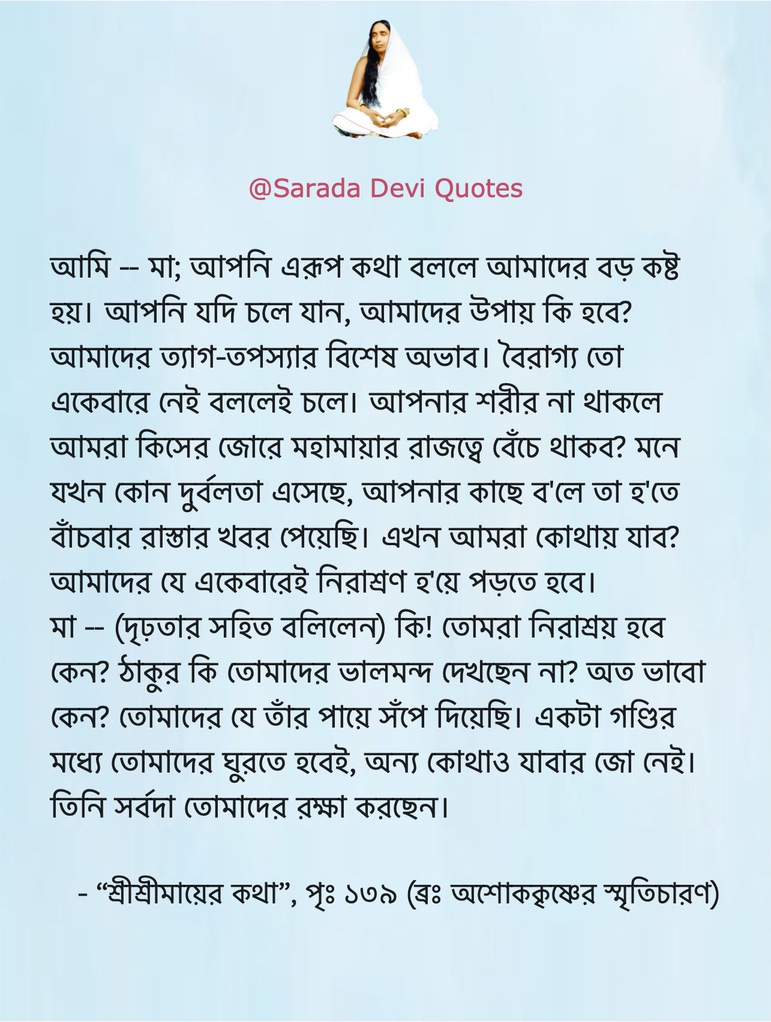 @Sarada Devi Quotes
আমি -- মা; আপনি এরূপ কথা বললে আমাদের বড় কষ্ট
হয়। আপনি যদি চলে যান, আমাদের উপায় কি হবে?
আমাদের ত্যাগ-তপস্যার বিশেষ অভাব। বৈরাগ্য তো
একেবারে নেই বললেই চলে। আপনার শরীর না থাকলে
আমরা কিসের জোরে মহামায়ার রাজত্বে বেঁচে থাকব? মনে
যখন কোন দুর্বলতা এসেছে, আপনার কাছে ব'লে তা হ'তে
বাঁচবার রাস্তার খবর পেয়েছি। এখন আমরা কোথায় যাব?
আমাদের যে একেবারেই নিরাশ্রণ হ'য়ে পড়তে হবে।
মা -- (দৃঢ়তার সহিত বলিলেন) কি! তোমরা নিরাশ্রয় হবে
কেন? ঠাকুর কি তোমাদের ভালমন্দ দেখছেন না? অত ভাবো
কেন? তোমাদের যে তাঁর পায়ে সঁপে দিয়েছি। একটা গণ্ডির
মধ্যে তোমাদের ঘুরতে হবেই, অন্য কোথাও যাবার জো নেই।
তিনি সর্বদা তোমাদের রক্ষা করছেন।
- “শ্রীশ্রীমায়ের কথা”, পৃঃ ১৩৯ (ব্রঃ অশোককৃষ্ণের স্মৃতিচারণ)